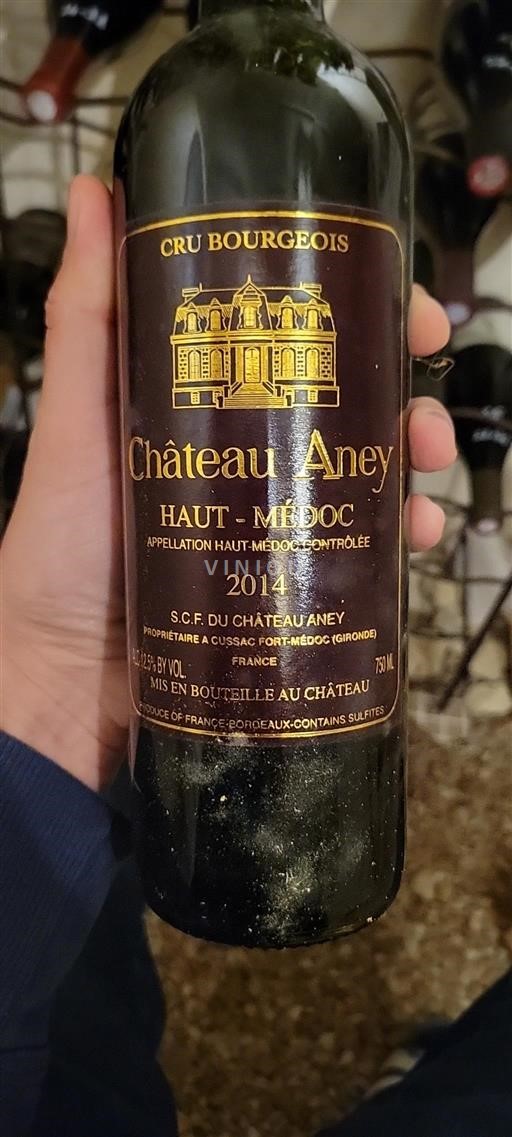 CRU BOURGEOIS
Château Aney
HAUT - MÉDOC
APPELLATION HAUT-MÉDOC CONTRÔLÉE
2014
S.C.F. DU CHÂTEAU ANEY
PROPRIÉTAIRE A CUSSAC FORT-MÉDOC (GIRONDE)
FRANCE
12.5% BY VOL. 750 ML
MIS EN BOUTEILLE AU CHÂTEAU
PRODUCE OF FRANCE-BORDEAUX-CONTAINS SULFITES